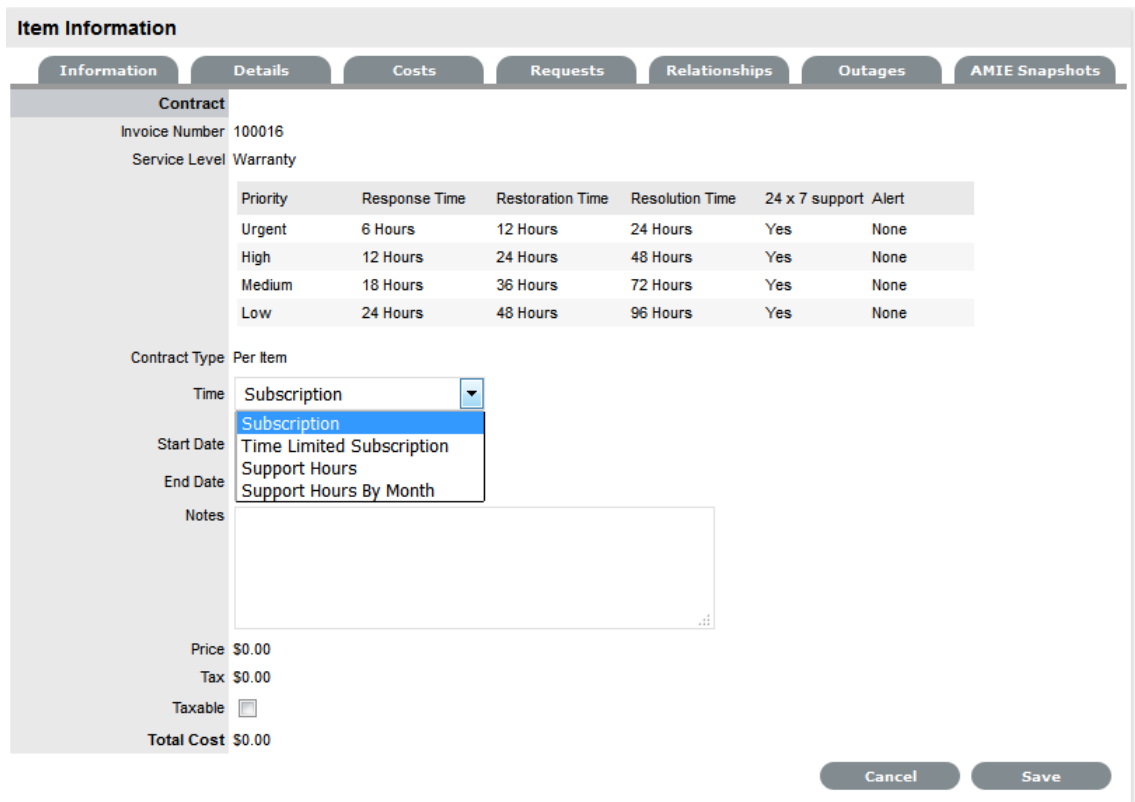 Item Information
Information Details Costs Requests Relationships Outages AMIE Snapshots
Contract
Invoice Number 100016
Service Level Warranty
Priority Response Time Restoration Time Resolution Time 24 x 7 support Alert
Urgent 6 Hours 12 Hours 24 Hours Yes None
High 12 Hours 24 Hours 48 Hours Yes None
Medium 18 Hours 36 Hours 72 Hours Yes None
Low 24 Hours 48 Hours 96 Hours Yes None
Contract Type Per Item
Time Subscription
Subscription
Start Date Time Limited Subscription
Support Hours
End Date Support Hours By Month
Notes
Price $0.00
Tax $0.00
Taxable
Total Cost $0.00
Cancel Save